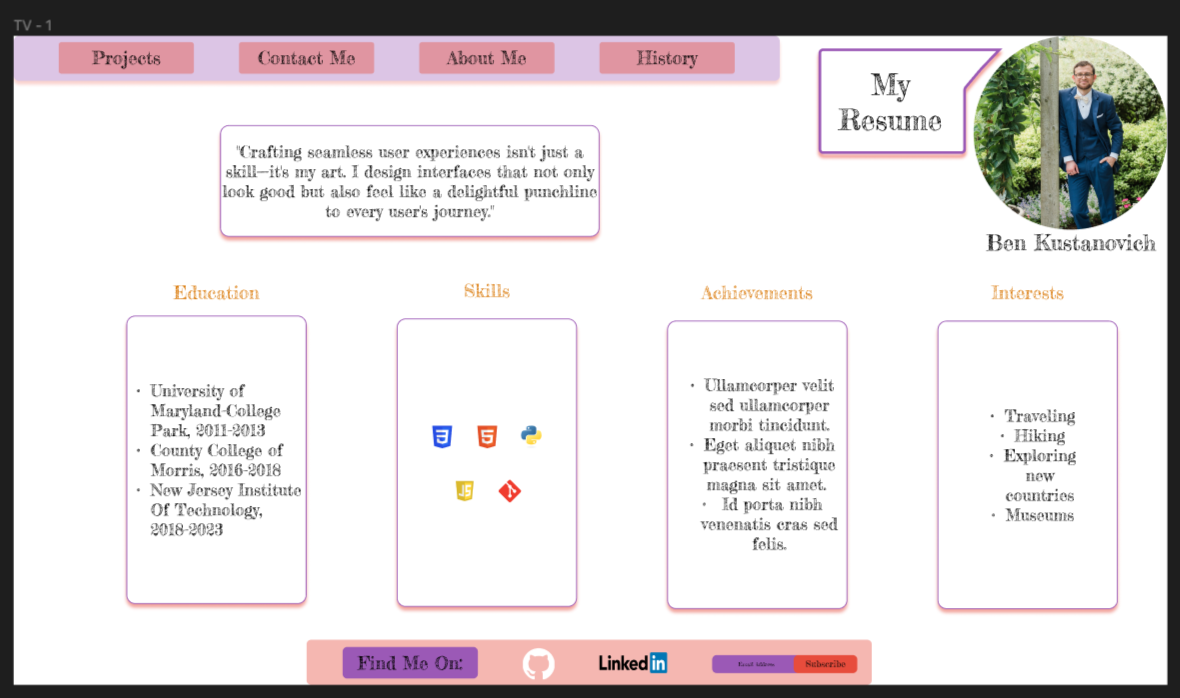 TV - 1
Projects
Contact Me
About Me
History
My
Resume
Ben Kustanovich
"Crafting seamless user experiences isn't just a
skill—it's my art. I design interfaces that not only
look good but also feel like a delightful punchline
to every user's journey."
Education
Skills
Achievements
Interests
• University of
Maryland-College
Park, 2011-2013
• County College of
Morris, 2016-2018
• New Jersey Institute
Of Technology,
2018-2023
3
5
JS
• Ullamcorper velit
sed ullamcorper
morbi tincidunt.
• Eget aliquet nibh
praesent tristique
magna sit amet.
• Id porta nibh
venenatis cras sed
felis.
• Traveling
• Hiking
• Exploring
new
countries
• Museums
Find Me On:
Linked in
Email Address
Subscribe